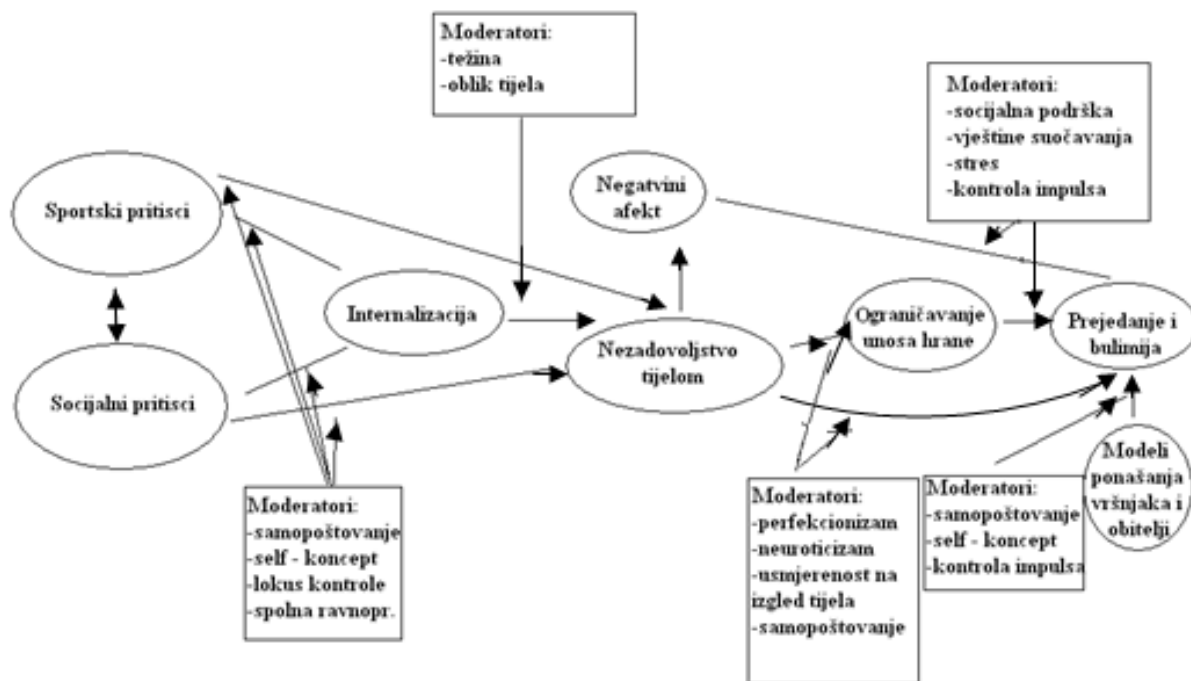 Moderatori:
-težina
-oblik tijela
Moderatori:
-socijalna podrška
-vještine suočavanja
-stres
-kontrola impulsa
Negatvini
afekt
Sportski pritisci
Internalizacija
Ograničavanje
unosa hrane
Prejedanje i
bulimija
Nezadovoljstvo
tijelom
Socijalni pritisci
Modeli
ponašanja
vršnjaka i
obitelji
Moderatori:
-samopoštovanje
-self - koncept
-lokus kontrole
-spolna ravnopr.
Moderatori:
-perfekcionizam
-neuroticizam
-usmjerenost na
izgled tijela
-samopoštovanje
Moderatori:
-samopoštovanje
-self - koncept
-kontrola impulsa